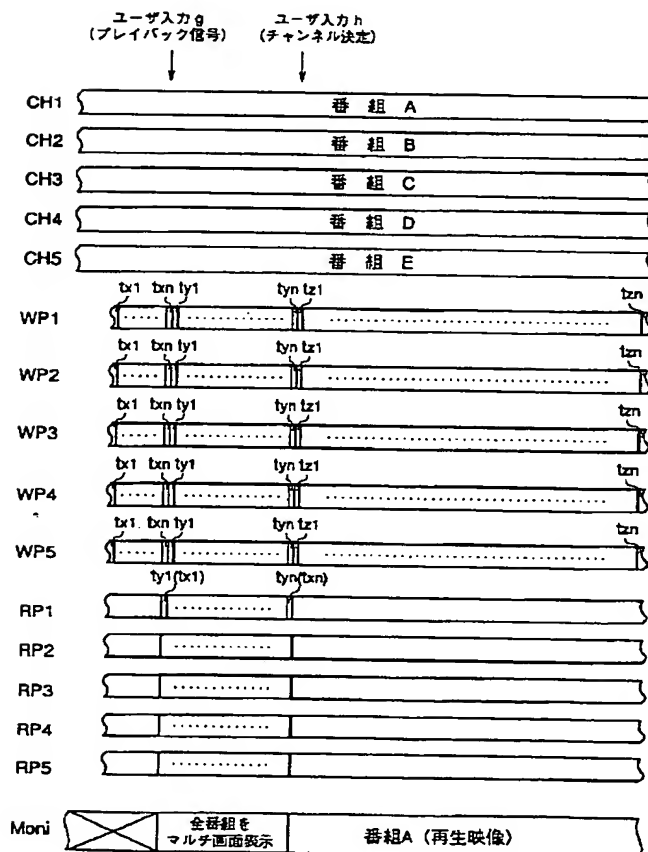 ユーザ入力g ユーザ入力h
(プレイバック信号) (チャンネル決定)
CH1 番組 A
CH2 番組 B
CH3 番組 C
CH4 番組 D
CH5 番組 E
tx1 txn ty1 tyn tz1 tzn
WP1
tx1 txn ty1 tyn tz1 tzn
WP2
tx1 txn ty1 tyn tz1 tzn
WP3
tx1 txn ty1 tyn tz1 tzn
WP4
tx1 txn ty1 tyn tz1 tzn
WP5
ty1(tx1) tyn(txn)
RP1
RP2
RP3
RP4
RP5
Moni 全番組を
マルチ画面表示 番組A (再生映像)